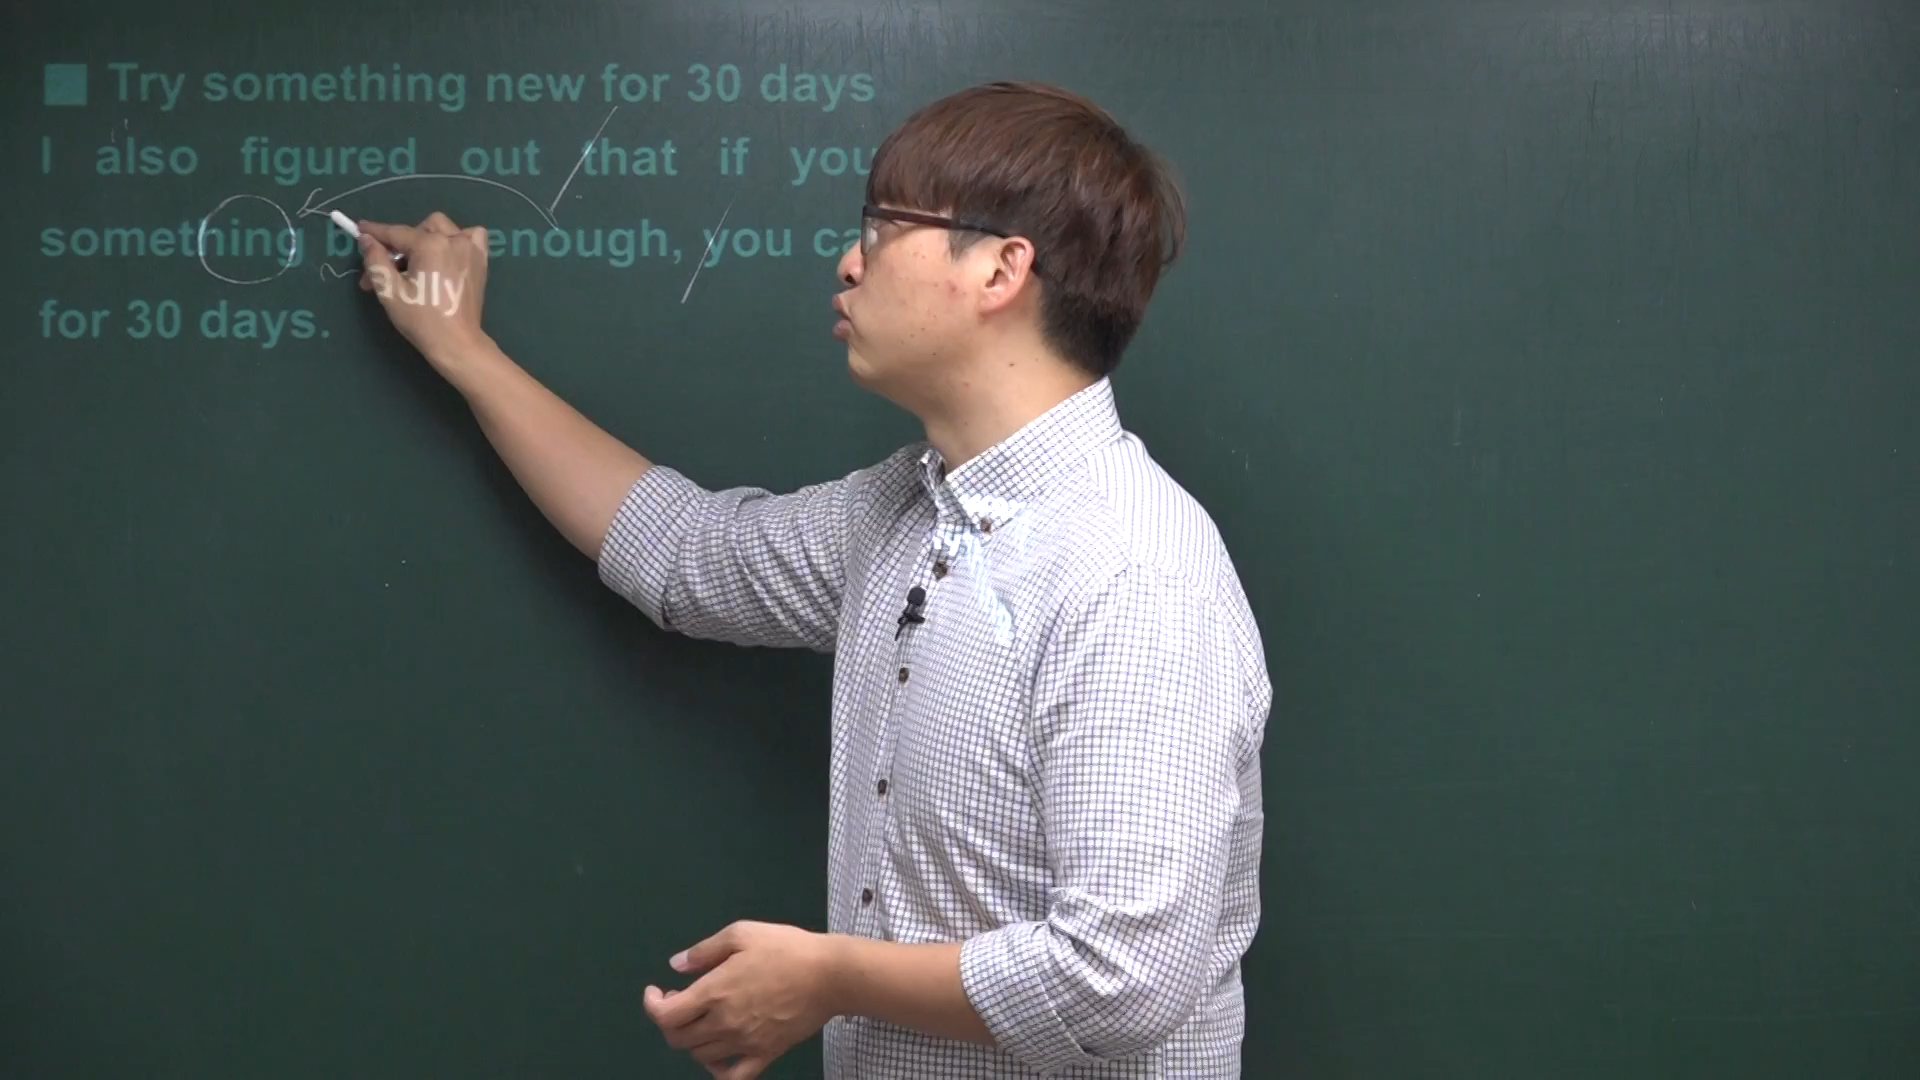 Try something new for 30 days
I also figured out that if you
something badly enough, you ca
for 30 days.